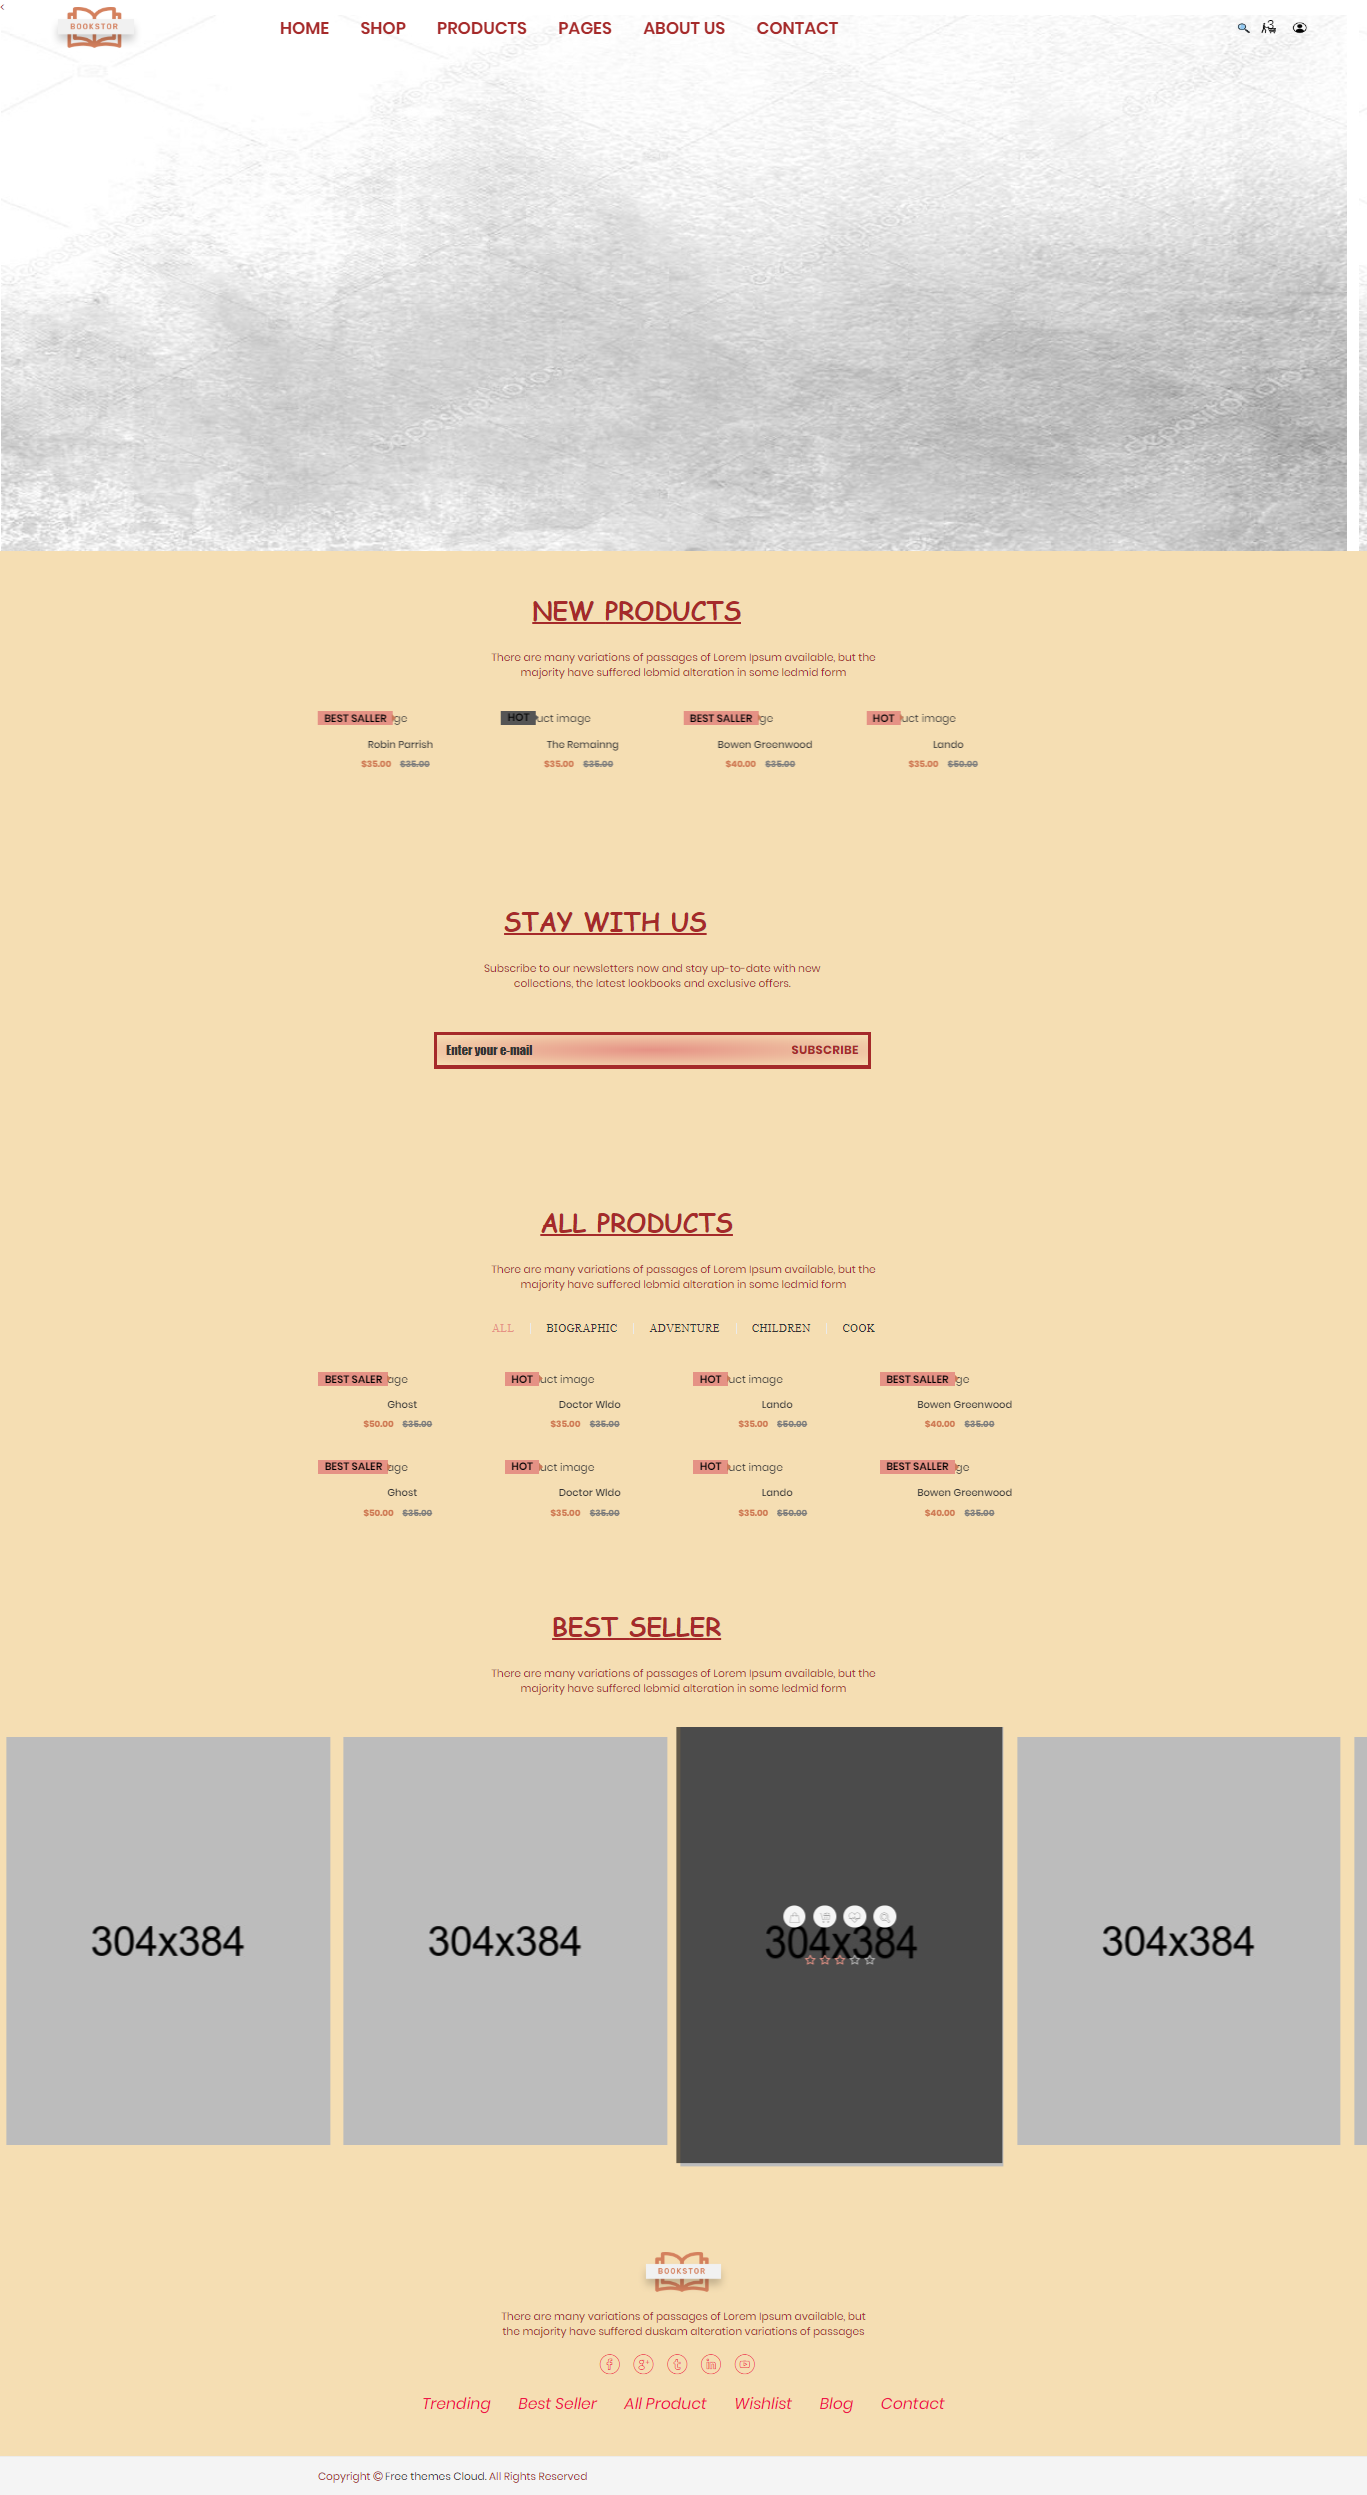 <
BOOKSTOR
HOME SHOP PRODUCTS PAGES ABOUT US CONTACT
3
depositphotos
depositphotos
depositphotos
NEW PRODUCTS
There are many variations of passages of Lorem Ipsum available, but the
majority have suffered lebmid alteration in some ledmid form
BEST SALLER ge HOT uct image BEST SALLER ge HOT uct image
Robin Parrish The Remainng Bowen Greenwood Lando
$35.00 $35.00 $35.00 $35.00 $40.00 $35.00 $35.00 $50.00
STAY WITH US
Subscribe to our newsletters now and stay up-to-date with new
collections, the latest lookbooks and exclusive offers.
Enter your e-mail SUBSCRIBE
ALL PRODUCTS
There are many variations of passages of Lorem Ipsum available, but the
majority have suffered lebmid alteration in some ledmid form
ALL BIOGRAPHIC ADVENTURE CHILDREN COOK
BEST SALER age HOT uct image HOT uct image BEST SALLER ge
Ghost Doctor Wldo Lando Bowen Greenwood
$50.00 $35.00 $35.00 $35.00 $35.00 $50.00 $40.00 $35.00
BEST SALER age HOT uct image HOT uct image BEST SALLER ge
Ghost Doctor Wldo Lando Bowen Greenwood
$50.00 $35.00 $35.00 $35.00 $35.00 $50.00 $40.00 $35.00
BEST SELLER
There are many variations of passages of Lorem Ipsum available, but the
majority have suffered lebmid alteration in some ledmid form
304x384 304x384 304x384 304x384
BOOKSTOR
There are many variations of passages of Lorem Ipsum available, but
the majority have suffered duskam alteration variations of passages
Trending Best Seller All Product Wishlist Blog Contact
Copyright © Free themes Cloud. All Rights Reserved